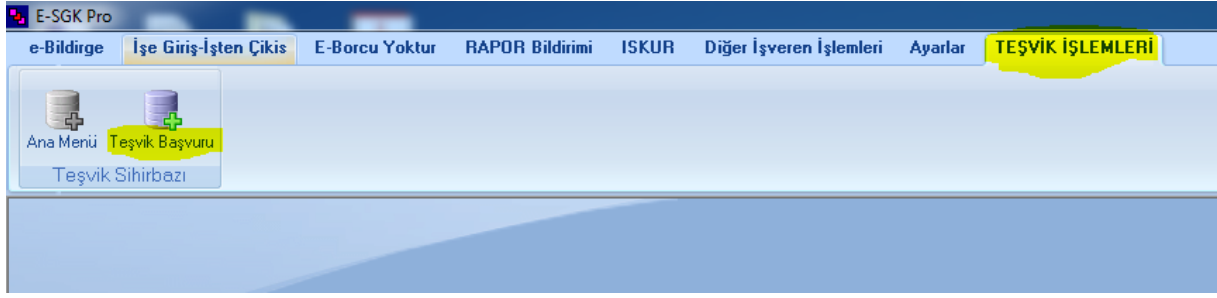 E-SGK Pro
e-Bildirge İşe Giriş-İşten Çikis E-Borcu Yoktur RAPOR Bildirimi ISKUR Diğer İşveren İşlemleri Ayarlar TEŞVİK İŞLEMLERİ
Ana Menü Teşvik Başvuru
Teşvik Sihirbazı